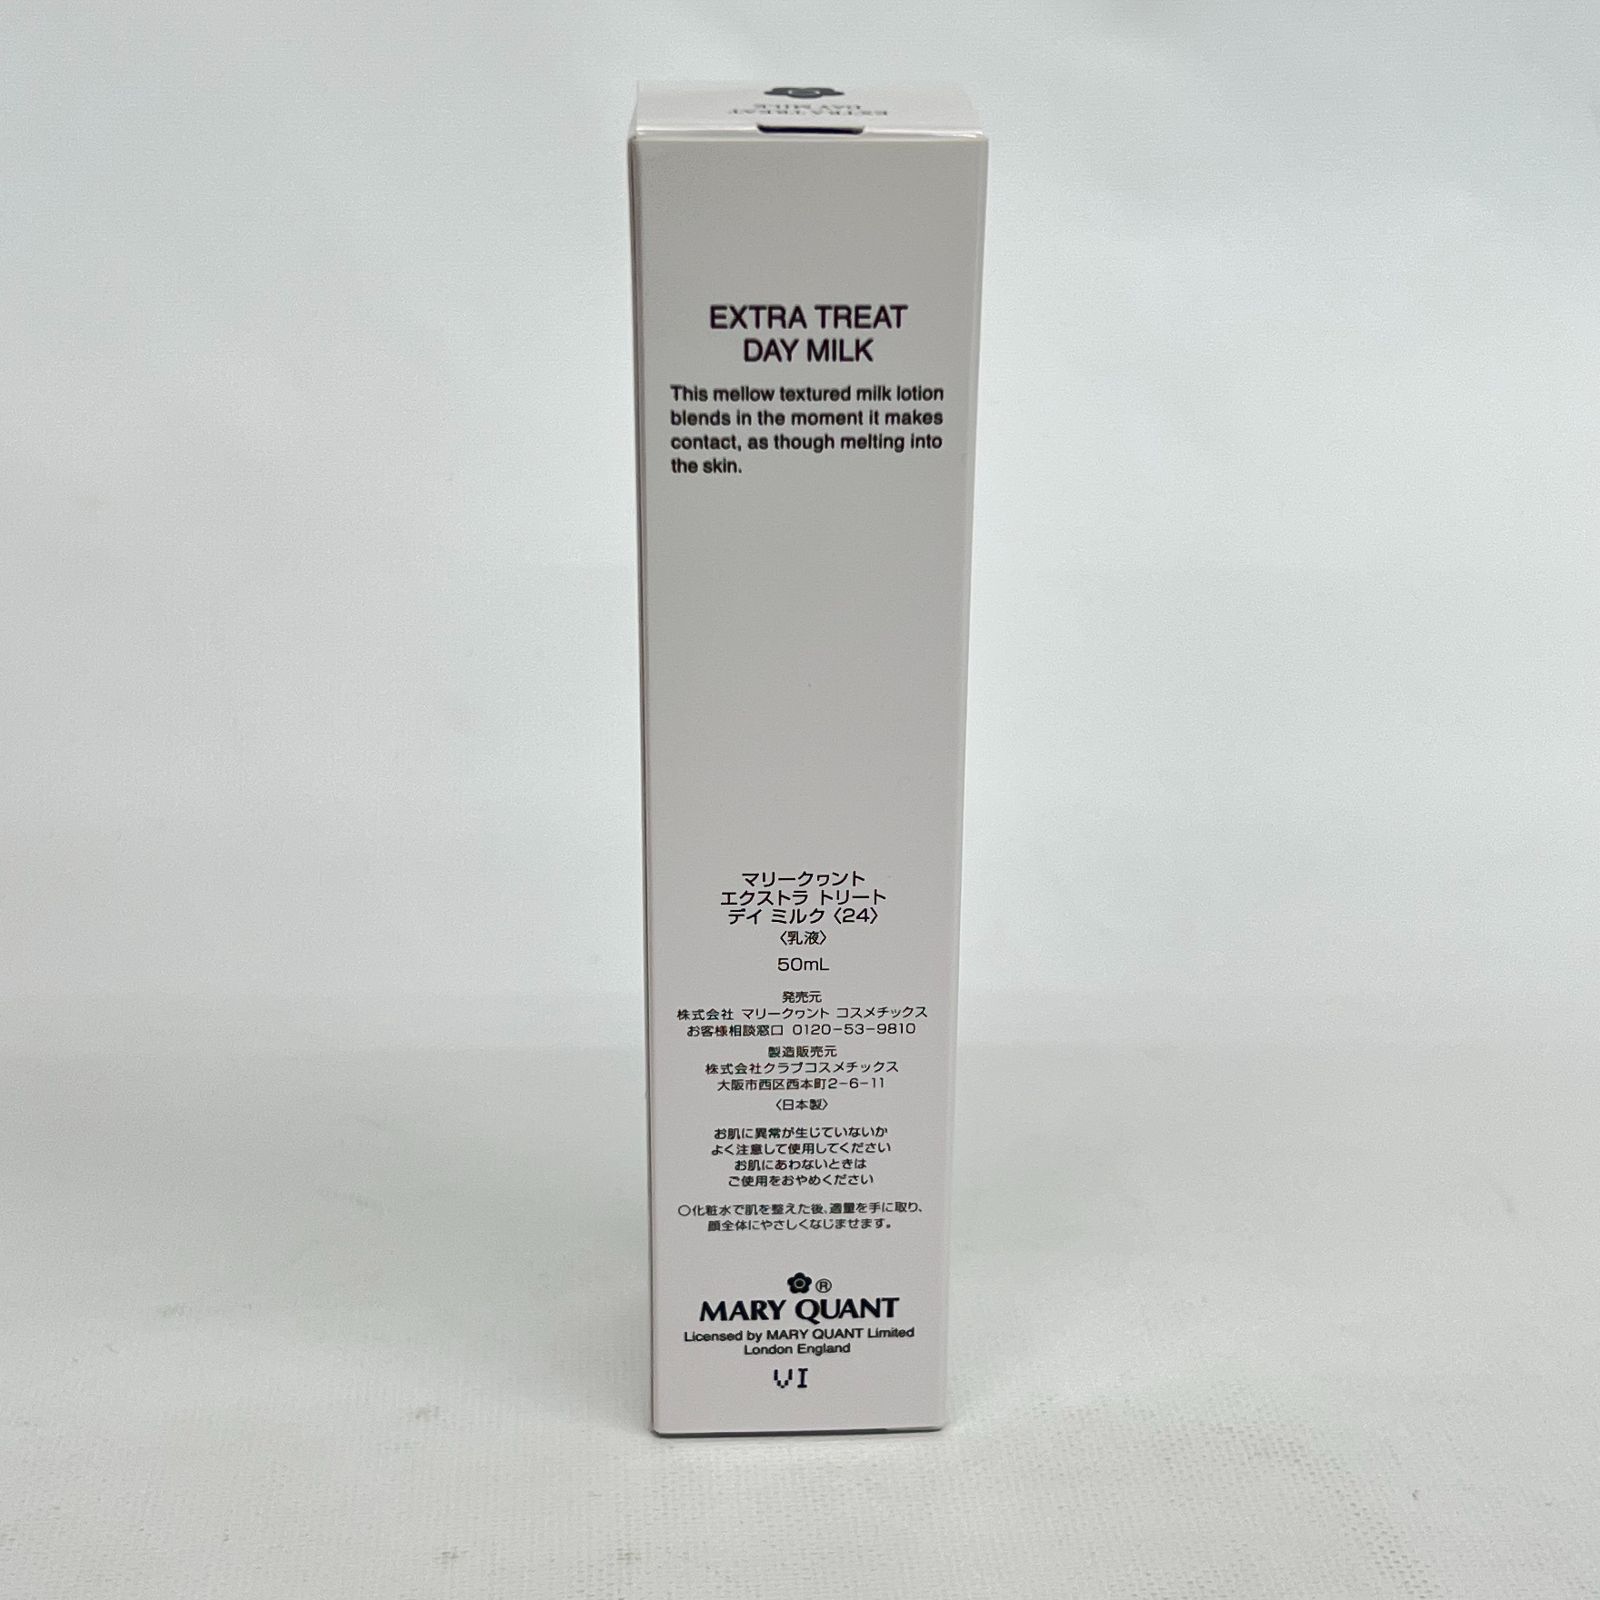 EXTRA TREAT
DAY MILK
EXTRA TREAT
DAY MILK
This mellow textured milk lotion
blends in the moment it makes
contact, as though melting into
the skin.
マリークヮント
エクストラ トリート
デイ ミルク〈24〉
〈乳液〉
50mL
発売元
株式会社 マリークヮント コスメチックス
お客様相談窓口 0120-53-9810
製造販売元
株式会社クラブコスメチックス
大阪市西区西本町2-6-11
〈日本製〉
お肌に異常が生じていないか
よく注意して使用してください
お肌にあわないときは
ご使用をおやめください
○化粧水で肌を整えた後、適量を手に取り、
顔全体にやさしくなじませます。
®
MARY QUANT
Licensed by MARY QUANT Limited
London England
VI